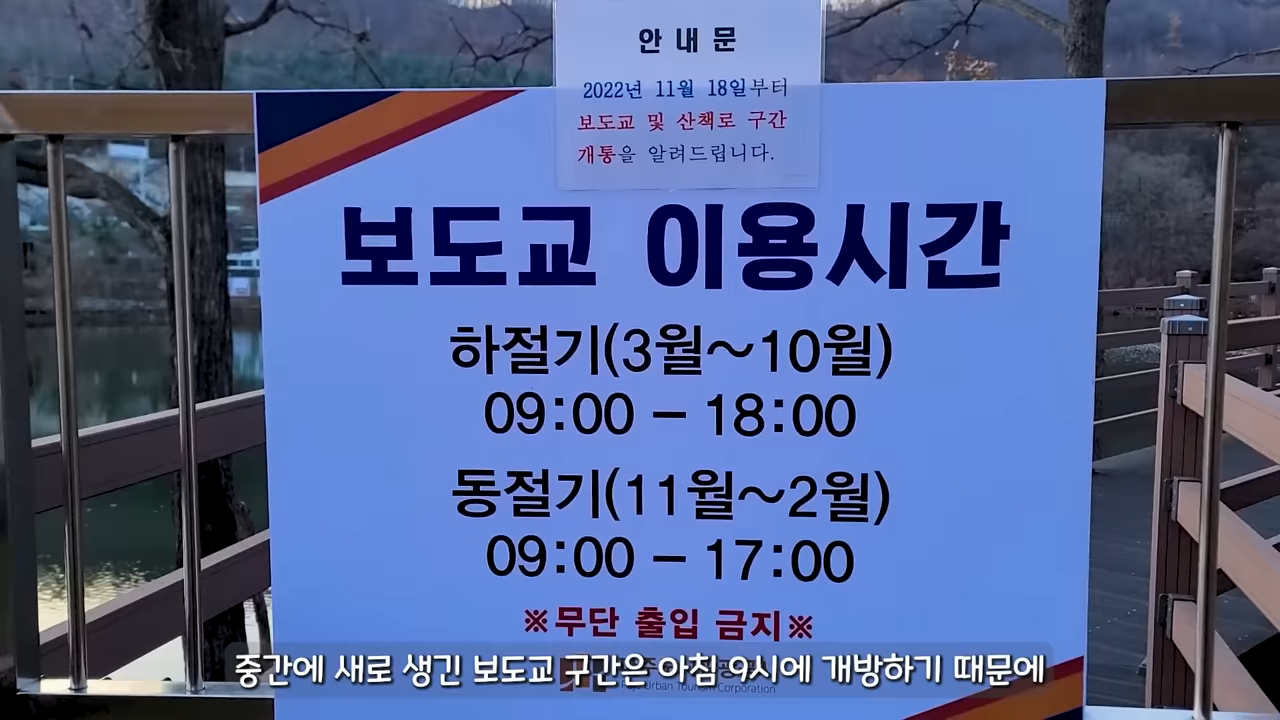 안내문
2022년 11월 18일부터
보도교 및 산책로 구간
개통을 알려드립니다.
보도교 이용시간
하절기(3월~10월)
09:00 - 18:00
동절기(11월~2월)
09:00 - 17:00
※무단 출입 금지※
중간에 새로 생긴 보도교 구간은 아침 9시에 개방하기 때문에
Urban Tourism Corporation